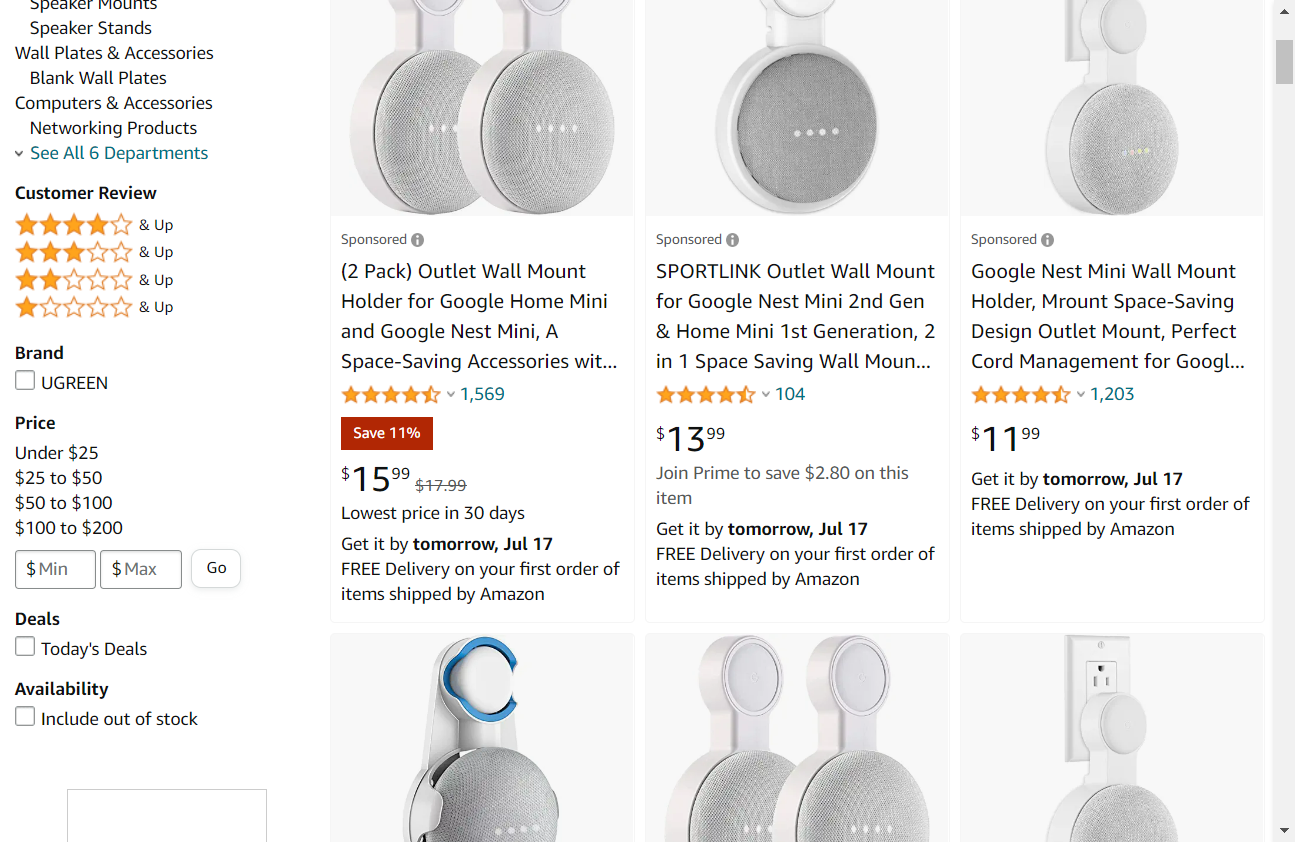 Speaker Mounts
Speaker Stands
Wall Plates & Accessories
Blank Wall Plates
Computers & Accessories
Networking Products
See All 6 Departments
Customer Review
& Up
& Up
& Up
& Up
Brand
UGREEN
Price
Under $25
$25 to $50
$50 to $100
$100 to $200
$ Min
$ Max
Go
Deals
Today's Deals
Availability
Include out of stock
Sponsored
(2 Pack) Outlet Wall Mount
Holder for Google Home Mini
and Google Nest Mini, A
Space-Saving Accessories wit...
1,569
Save 11%
$15 99 $17.99
Lowest price in 30 days
Get it by tomorrow, Jul 17
FREE Delivery on your first order of
items shipped by Amazon
Sponsored
SPORTLINK Outlet Wall Mount
for Google Nest Mini 2nd Gen
& Home Mini 1st Generation, 2
in 1 Space Saving Wall Moun...
104
$13 99
Join Prime to save $2.80 on this
item
Get it by tomorrow, Jul 17
FREE Delivery on your first order of
items shipped by Amazon
Sponsored
Google Nest Mini Wall Mount
Holder, Mrount Space-Saving
Design Outlet Mount, Perfect
Cord Management for Googl...
1,203
$11 99
Get it by tomorrow, Jul 17
FREE Delivery on your first order of
items shipped by Amazon